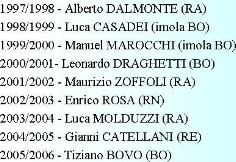 1997/1998 - Alberto DALMONTE (RA)
1998/1999 - Luca CASADEI (imola BO)
1999/2000 - Manuel MAROCCHI (imola BO)
2000/2001- Leonardo DRAGHETTI (BO)
2001/2002 - Maurizio ZOFFOLI (RA)
2002/2003 - Enrico ROSA (RN)
2003/2004 - Luca MOLDUZZI (RA)
2004/2005 - Gianni CATELLANI (RE)
2005/2006 - Tiziano BOVO (BO)